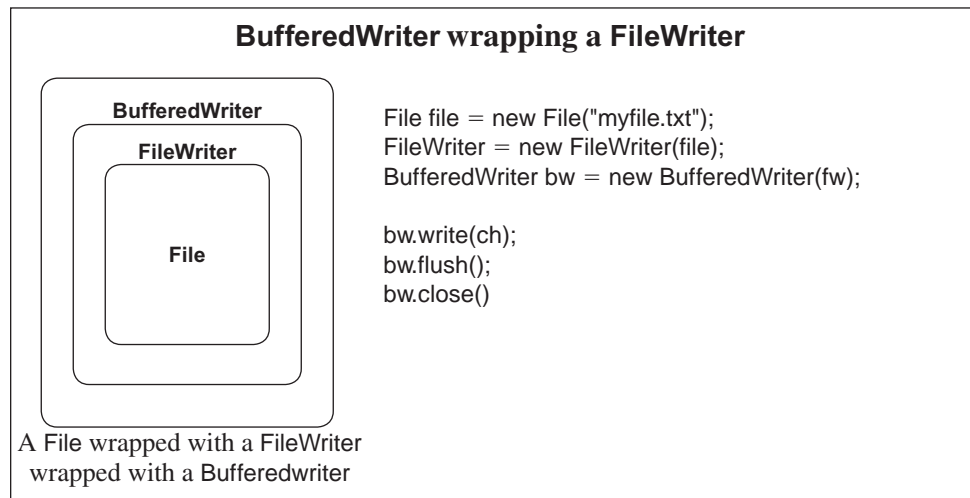 BufferedWriter wrapping a FileWriter
BufferedWriter
FileWriter
File
A File wrapped with a FileWriter
wrapped with a Bufferedwriter
File file = new File("myfile.txt");
FileWriter = new FileWriter(file);
BufferedWriter bw = new BufferedWriter(fw);
bw.write(ch);
bw.flush();
bw.close()